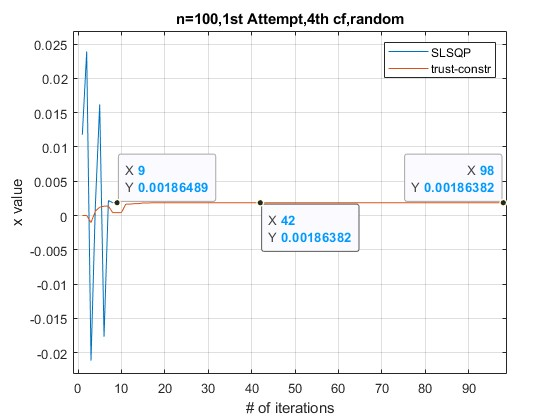 n=100,1st Attempt,4th cf,random
SLSQP
trust-constr
0.025
0.02
0.015
0.01
0.005
0
-0.005
-0.01
-0.015
-0.02
x value
X 9
Y 0.00186489
X 42
Y 0.00186382
X 98
Y 0.00186382
0 10 20 30 40 50 60 70 80 90
# of iterations